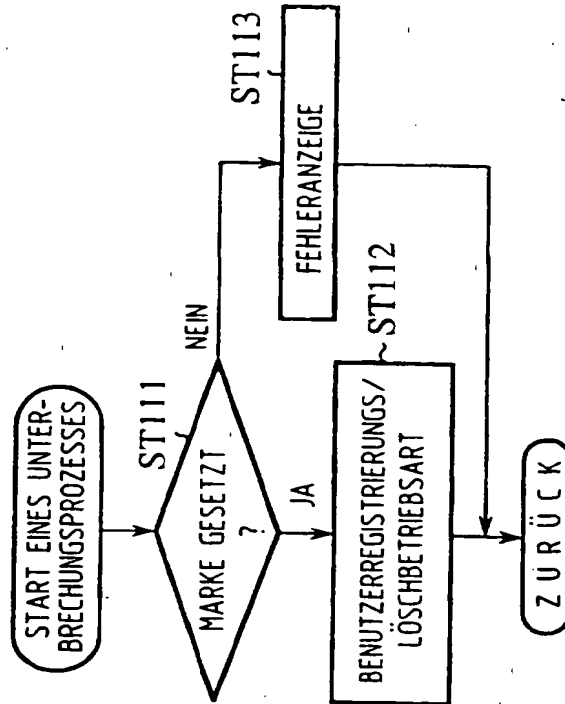 START EINES UNTER-
BRECHUNGSPROZESSES
ST111
MARKE GESETZT
?
NEIN
JA
ST113
FEHLERANZEIGE
ST112
BENUTZERREGISTRIERUNGS/
LÖSCHBETRIEBSART
ZURÜCK